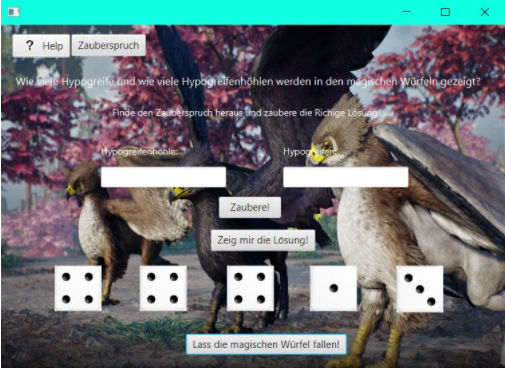 ? Help Zauberspruch
Wie viele Hypogreife und wie viele Hypogreifenhöhlen werden in den magischen Würfeln gezeigt?
Finde den Zauberspruch heraus und zaubere die Richige Lösung!
Hypogreifenhöhle: Hypogreifen:
Zaubere!
Zeig mir die Lösung!
Lass die magischen Würfel fallen!